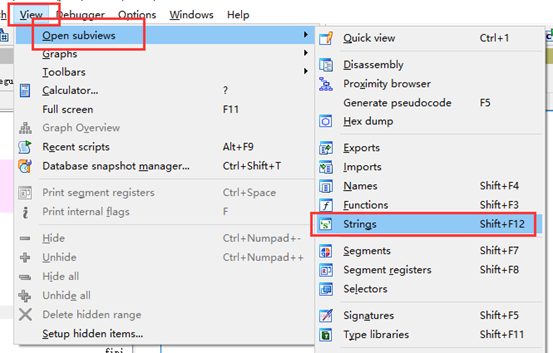 View Debugger Options Windows Help
Open subviews
Graphs
Toolbars
Calculator... ?
Full screen F11
Graph Overview
Recent scripts Alt+F9
Database snapshot manager... Ctrl+Shift+T
Print segment registers Ctrl+Space
Print internal flags F
Hide Ctrl+Numpad+-
Unhide Ctrl+Numpad++
Hide all
Unhide all
Delete hidden range
Setup hidden items...
Quick view Ctrl+1
Disassembly
Proximity browser
Generate pseudocode F5
Hex dump
Exports
Imports
Names Shift+F4
Functions Shift+F3
Strings Shift+F12
Segments Shift+F7
Segment registers Shift+F8
Selectors
Signatures Shift+F5
Type libraries Shift+F11